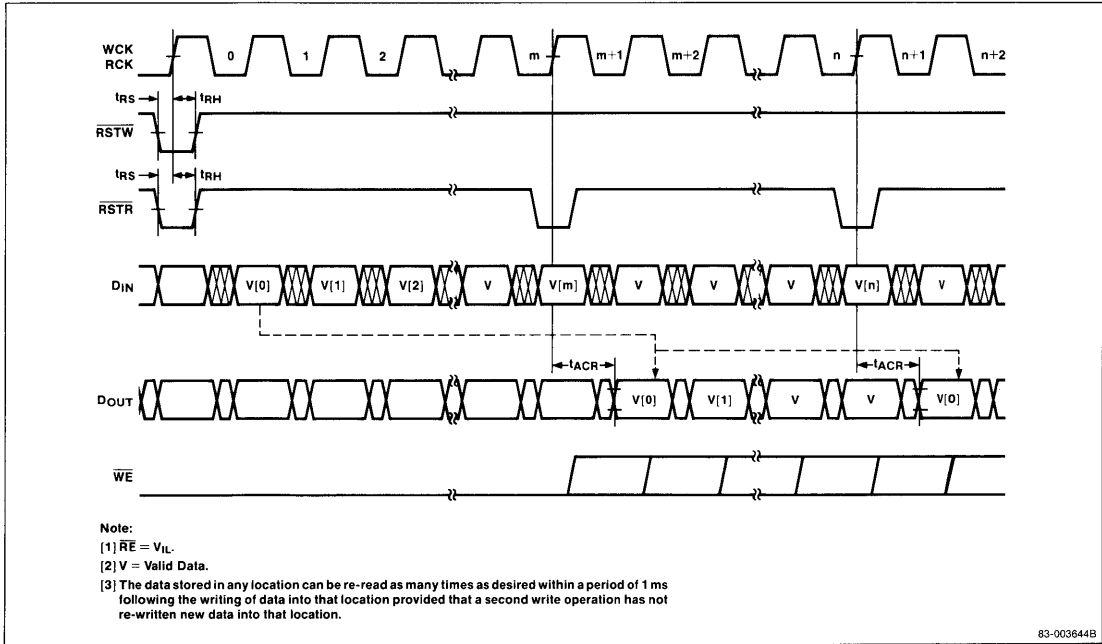 WCK
RCK
0 1 2 m m+1 m+2 n n+1 n+2
tRS tRH
RSTW
tRS tRH
RSTR
DIN
V[0] V[1] V[2] V V[m] V V V V[n] V
tACR tACR
DOUT
V[0] V[1] V V V[0]
WE
Note:
[1] RE = VIL.
[2] V = Valid Data.
[3] The data stored in any location can be re-read as many times as desired within a period of 1 ms
following the writing of data into that location provided that a second write operation has not
re-written new data into that location.
83-003644B